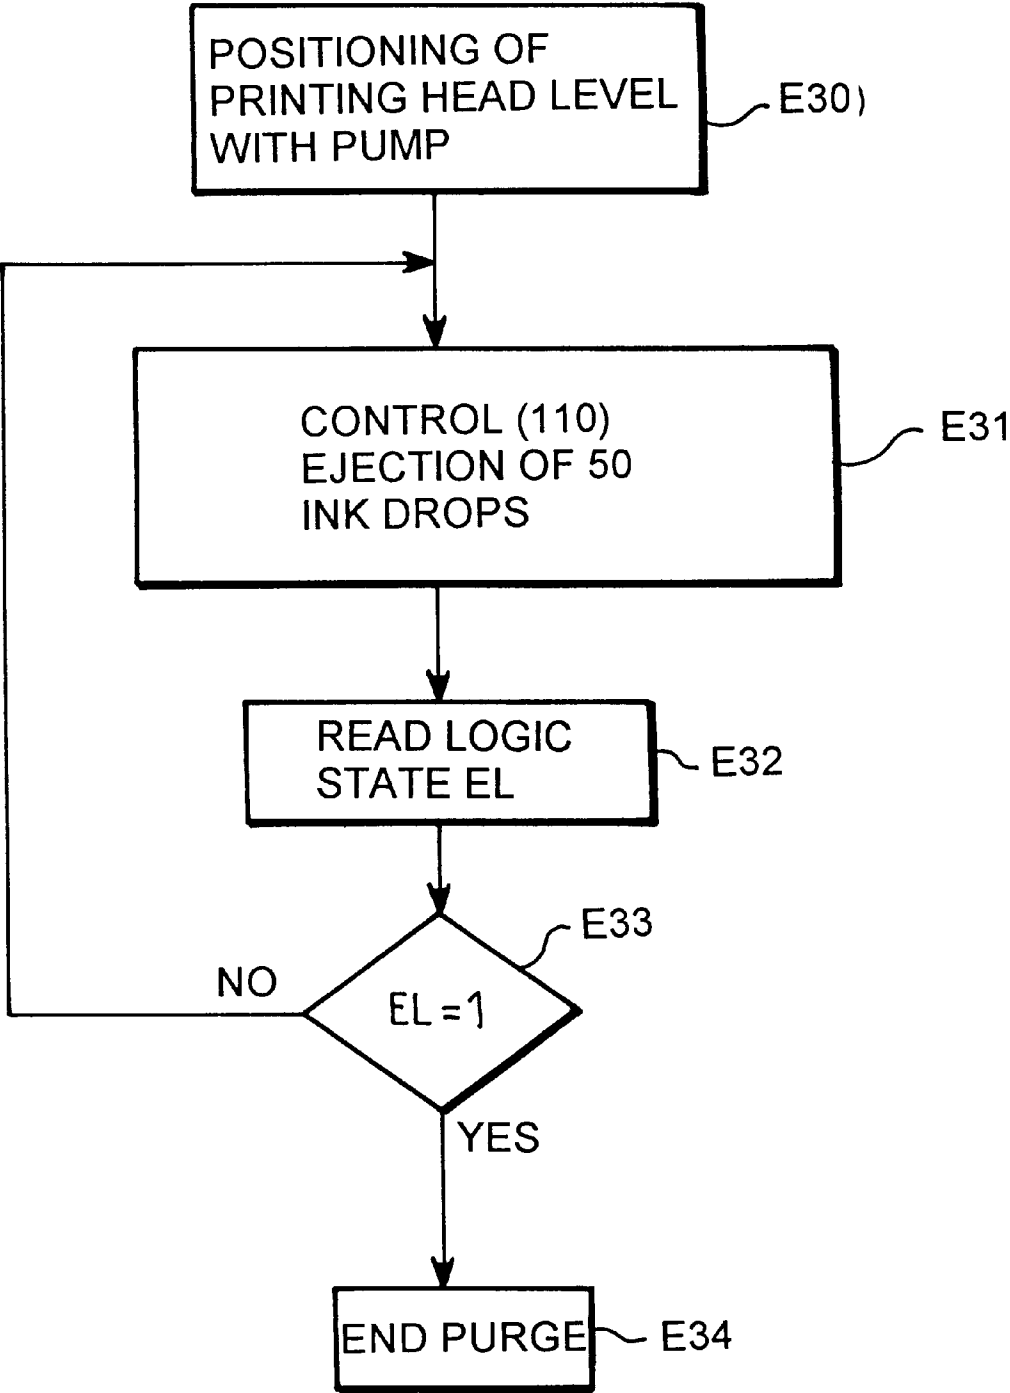 POSITIONING OF
PRINTING HEAD LEVEL
WITH PUMP
E30)
CONTROL (110)
EJECTION OF 50
INK DROPS
E31
READ LOGIC
STATE EL
E32
E33
NO
EL = 1
YES
END PURGE
E34